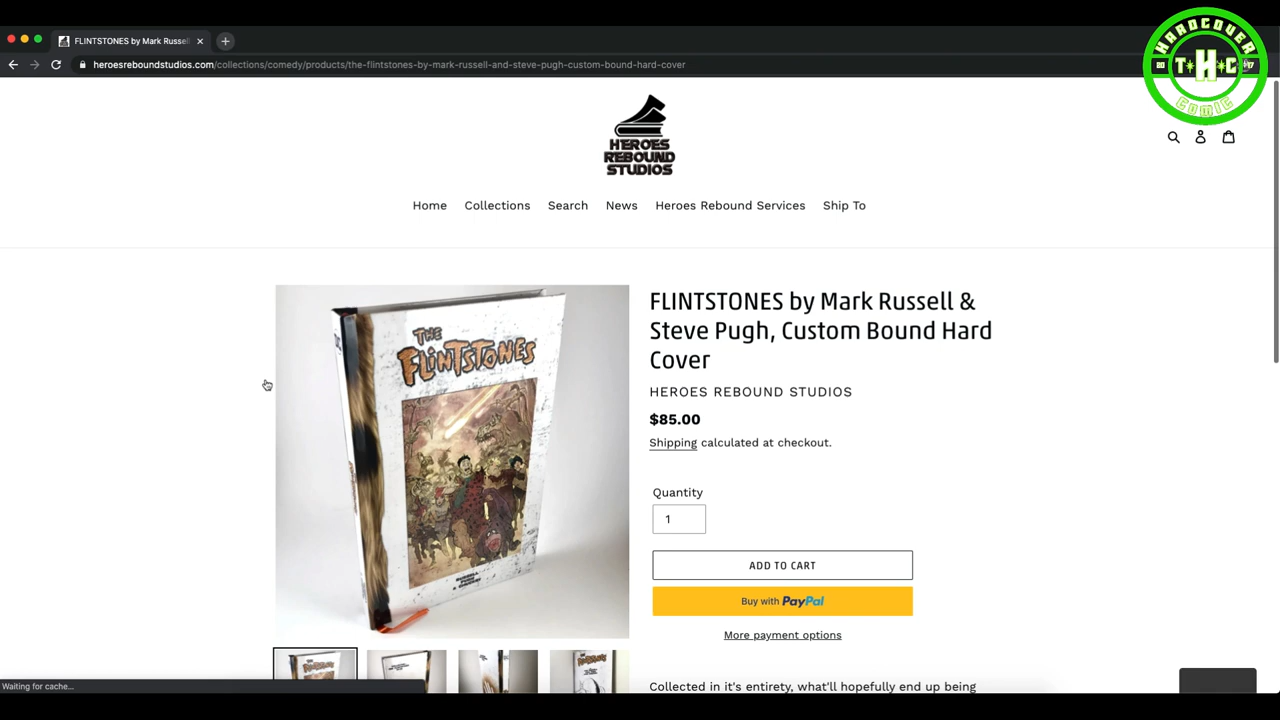 FLINTSTONES by Mark Russell
heroesreboundstudios.com/collections/comedy/products/the-flintstones-by-mark-russell-and-steve-pugh-custom-bound-hard-cover
HARDCOVER
20 T*H*C 17
COMIC
HEROES
REBOUND
STUDIOS
Home Collections Search News Heroes Rebound Services Ship To
THE
FLINTSTONES
RUSSELL
PUGH
FLINTSTONES by Mark Russell &
Steve Pugh, Custom Bound Hard
Cover
HEROES REBOUND STUDIOS
$85.00
Shipping calculated at checkout.
Quantity
1
ADD TO CART
Buy with PayPal
More payment options
Collected in it's entirety, what'll hopefully end up being
Waiting for cache...